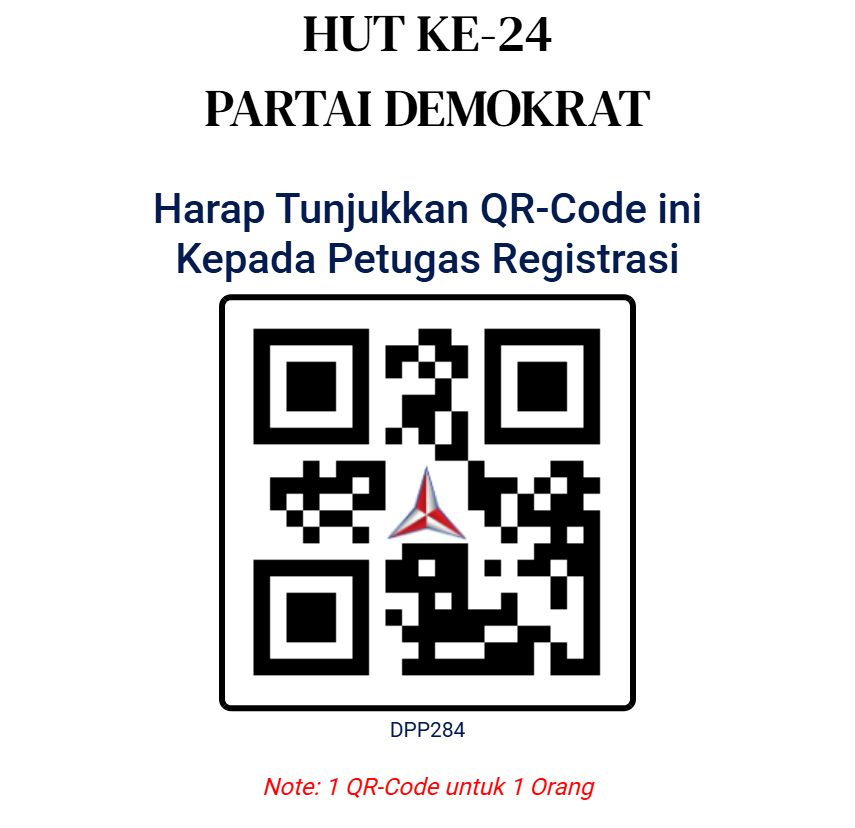 HUT KE-24
PARTAI DEMOKRAT
Harap Tunjukkan QR-Code ini
Kepada Petugas Registrasi
DPP284
Note: 1 QR-Code untuk 1 Orang